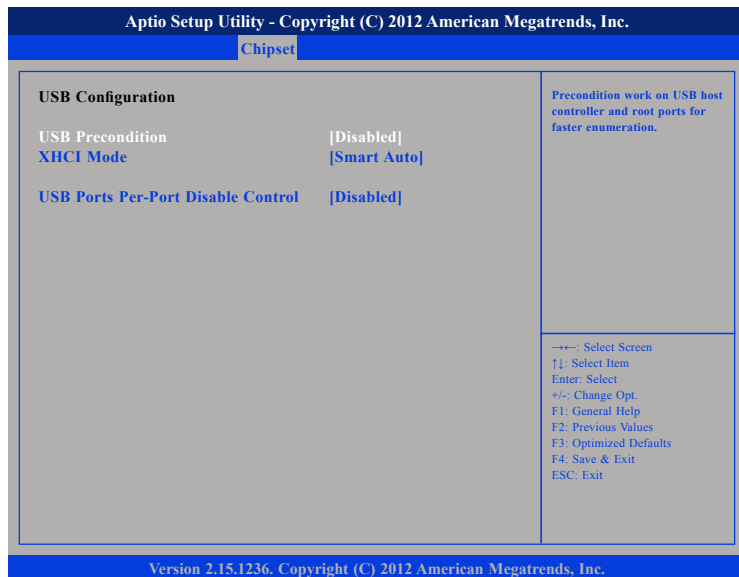 Aptio Setup Utility - Copyright (C) 2012 American Megatrends, Inc.
Chipset
USB Configuration
USB Precondition [Disabled]
XHCI Mode [Smart Auto]
USB Ports Per-Port Disable Control [Disabled]
Precondition work on USB host
controller and root ports for
faster enumeration.
→←: Select Screen
↑↓: Select Item
Enter: Select
+/-: Change Opt.
F1: General Help
F2: Previous Values
F3: Optimized Defaults
F4: Save & Exit
ESC: Exit
Version 2.15.1236. Copyright (C) 2012 American Megatrends, Inc.